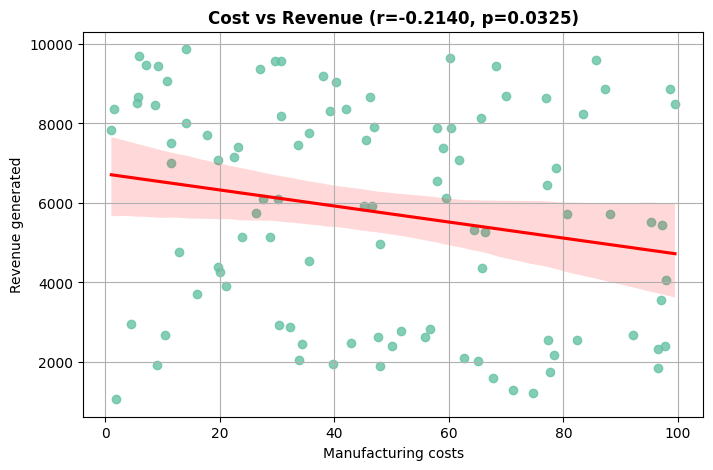 Cost vs Revenue (r=-0.2140, p=0.0325)
10000
8000
6000
4000
2000
Revenue generated
0 20 40 60 80 100
Manufacturing costs